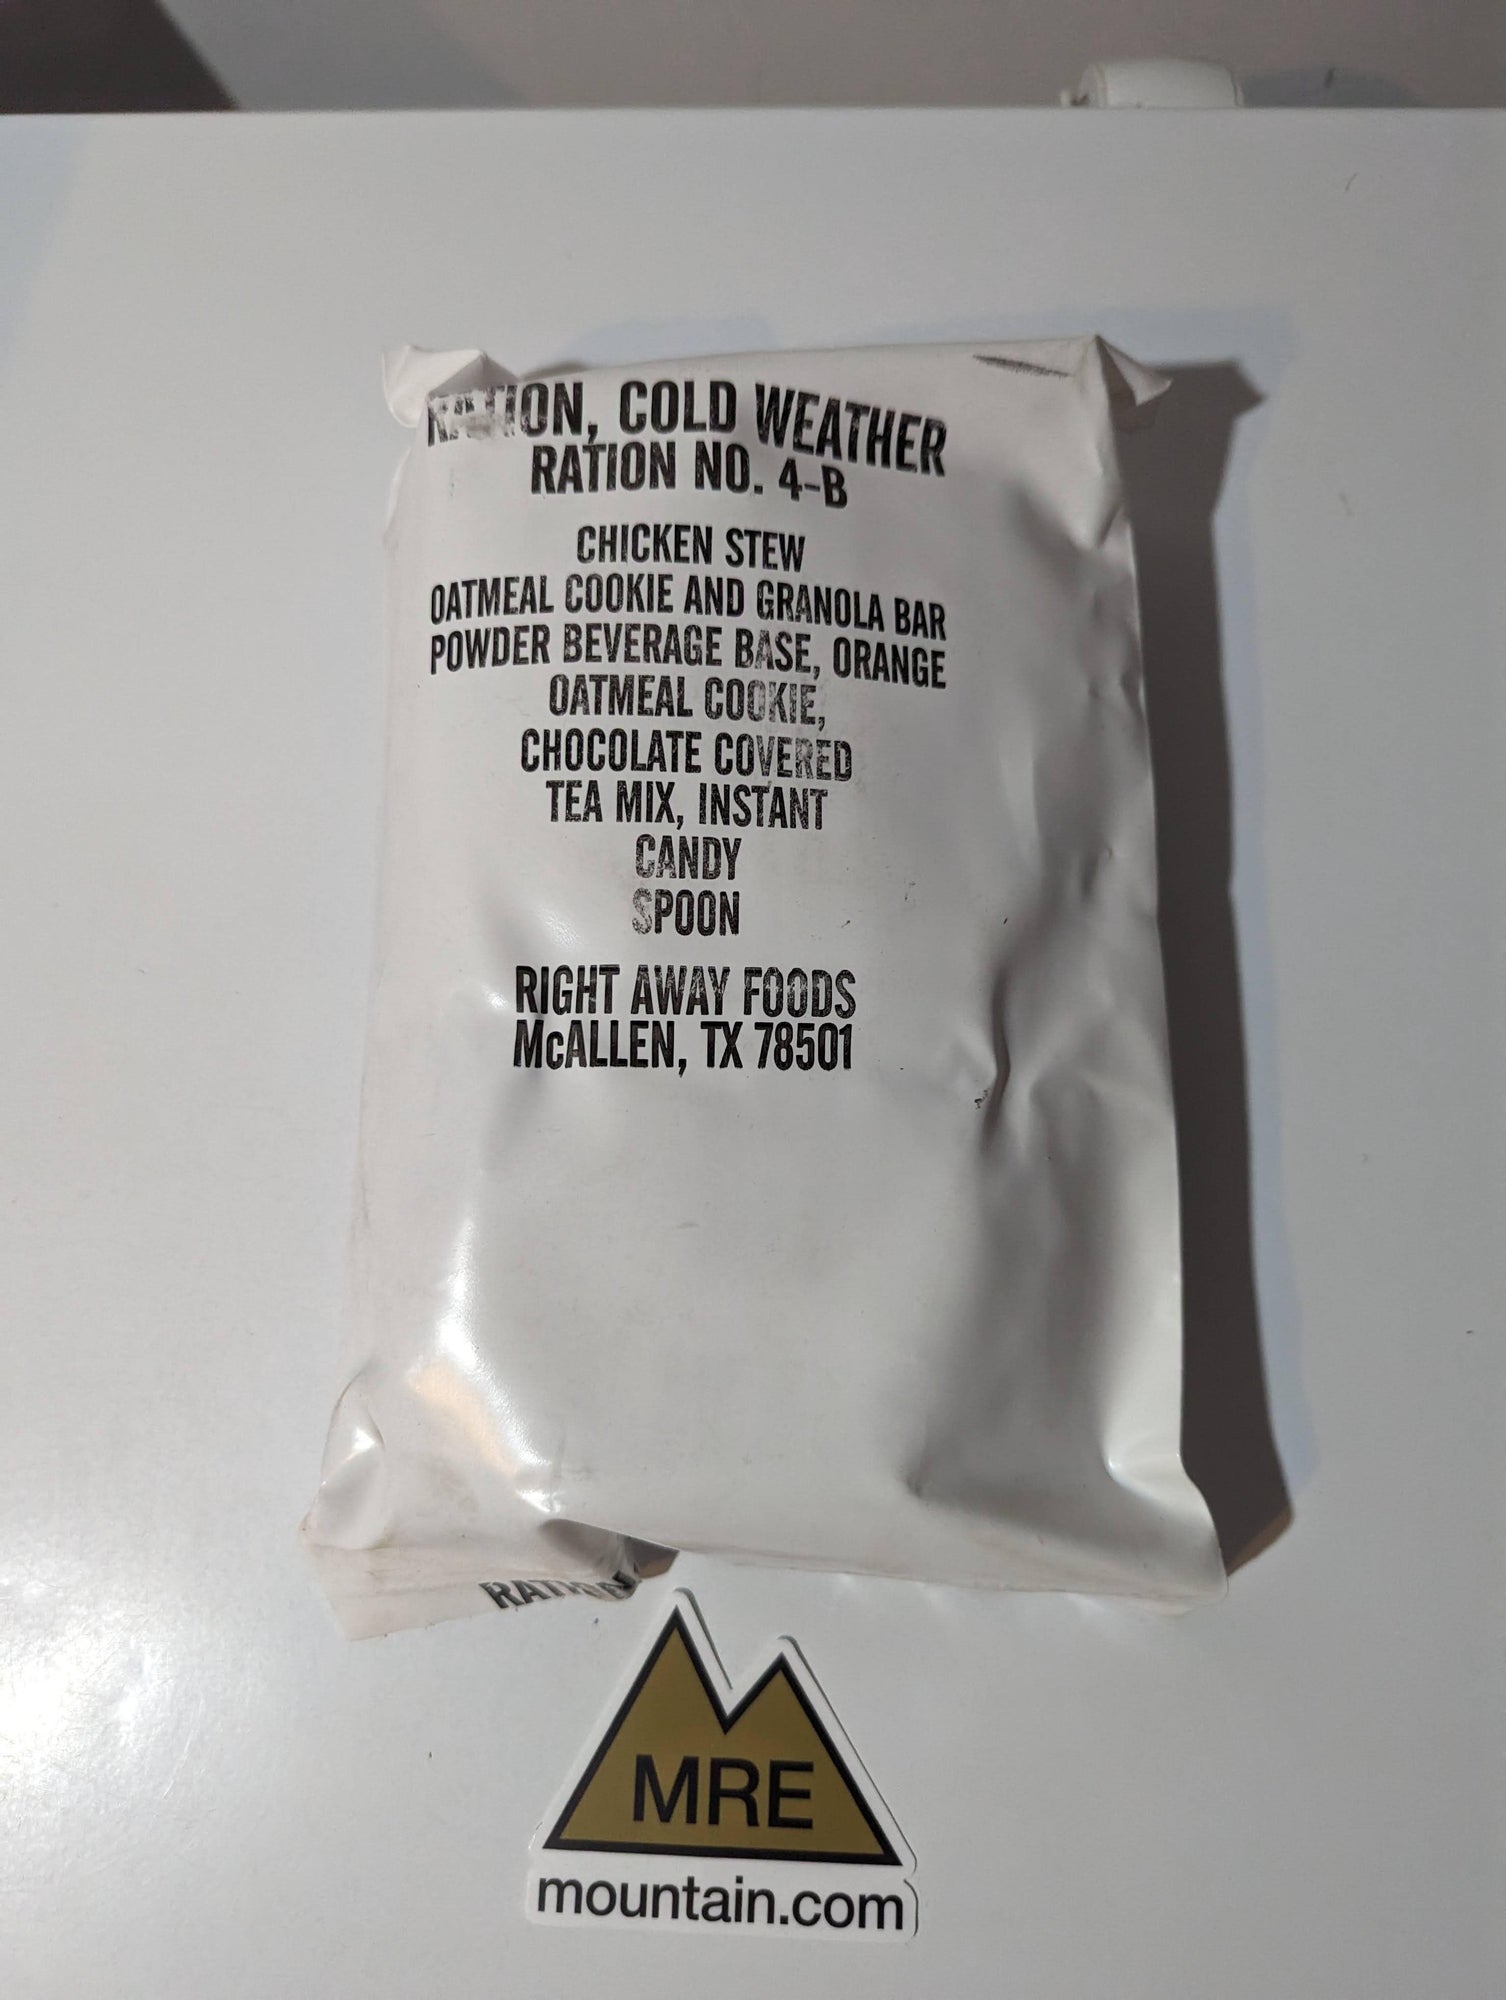 RATION, COLD WEATHER
RATION NO. 4-B
CHICKEN STEW
OATMEAL COOKIE AND GRANOLA BAR
POWDER BEVERAGE BASE, ORANGE
OATMEAL COOKIE,
CHOCOLATE COVERED
TEA MIX, INSTANT
CANDY
SPOON
RIGHT AWAY FOODS
McALLEN, TX 78501
MRE
mountain.com